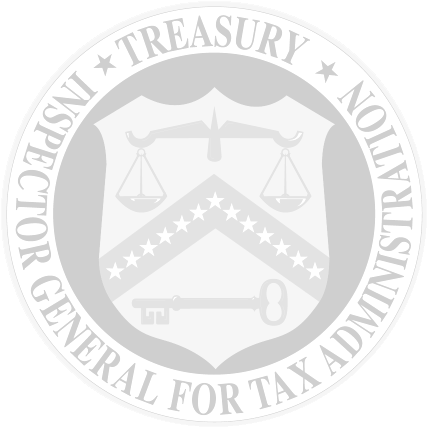 TREASURY
INSPECTOR GENERAL FOR TAX ADMINISTRATION